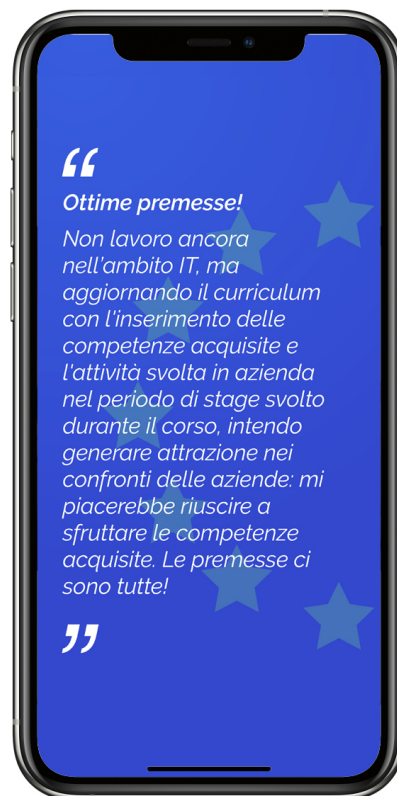 “
Ottime premesse!
Non lavoro ancora
nell'ambito IT, ma
aggiornando il curriculum
con l'inserimento delle
competenze acquisite e
l'attività svolta in azienda
nel periodo di stage svolto
durante il corso, intendo
generare attrazione nei
confronti delle aziende: mi
piacerebbe riuscire a
sfruttare le competenze
acquisite. Le premesse ci
sono tutte!
”